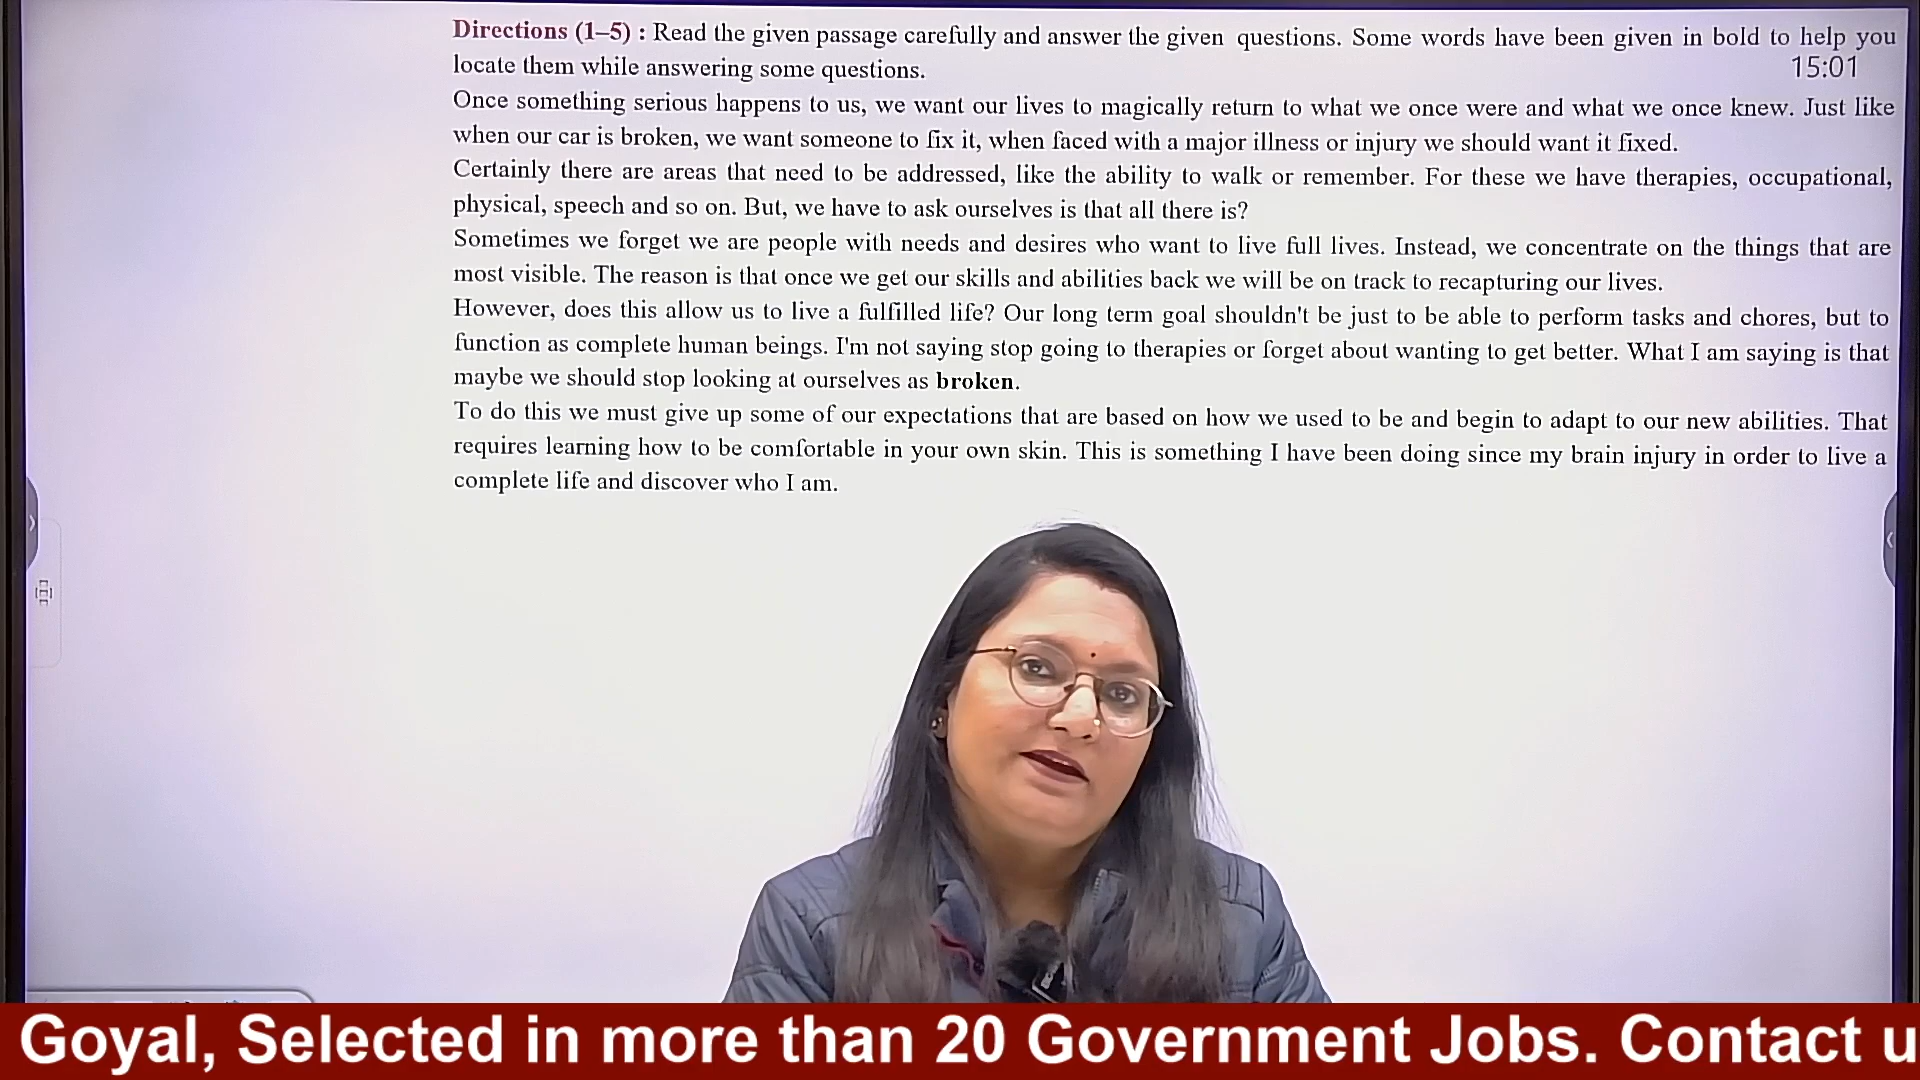 Directions (1–5) : Read the given passage carefully and answer the given questions. Some words have been given in bold to help you
locate them while answering some questions.
15:01
Once something serious happens to us, we want our lives to magically return to what we once were and what we once knew. Just like
when our car is broken, we want someone to fix it, when faced with a major illness or injury we should want it fixed.
Certainly there are areas that need to be addressed, like the ability to walk or remember. For these we have therapies, occupational,
physical, speech and so on. But, we have to ask ourselves is that all there is?
Sometimes we forget we are people with needs and desires who want to live full lives. Instead, we concentrate on the things that are
most visible. The reason is that once we get our skills and abilities back we will be on track to recapturing our lives.
However, does this allow us to live a fulfilled life? Our long term goal shouldn't be just to be able to perform tasks and chores, but to
function as complete human beings. I'm not saying stop going to therapies or forget about wanting to get better. What I am saying is that
maybe we should stop looking at ourselves as broken.
To do this we must give up some of our expectations that are based on how we used to be and begin to adapt to our new abilities. That
requires learning how to be comfortable in your own skin. This is something I have been doing since my brain injury in order to live a
complete life and discover who I am.
Goyal, Selected in more than 20 Government Jobs. Contact u